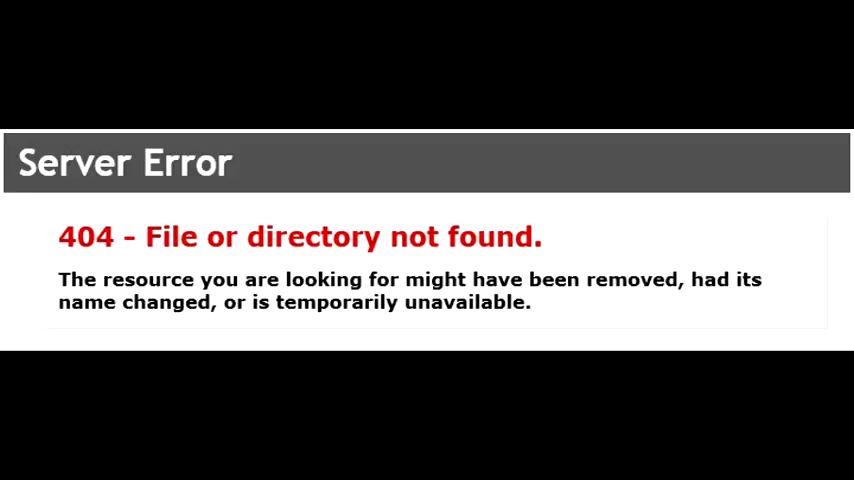 Server Error
404 - File or directory not found.
The resource you are looking for might have been removed, had its
name changed, or is temporarily unavailable.